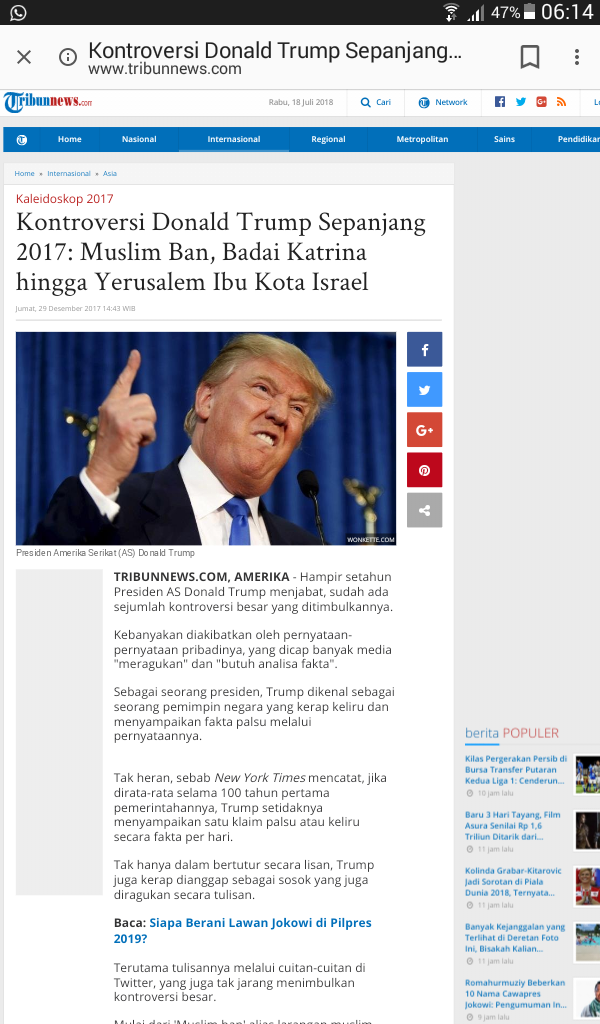 47% 06:14
Kontroversi Donald Trump Sepanjang...
www.tribunnews.com
Tribunnews.com
Rabu, 18 Juli 2018
Cari
Network
Lo
Home
Nasional
Internasional
Regional
Metropolitan
Sains
Pendidikan
Home » Internasional » Asia
Kaleidoskop 2017
Kontroversi Donald Trump Sepanjang
2017: Muslim Ban, Badai Katrina
hingga Yerusalem Ibu Kota Israel
Jumat, 29 Desember 2017 14:43 WIB
WONKETTE.COM
Presiden Amerika Serikat (AS) Donald Trump
TRIBUNNEWS.COM, AMERIKA - Hampir setahun
Presiden AS Donald Trump menjabat, sudah ada
sejumlah kontroversi besar yang ditimbulkannya.
Kebanyakan diakibatkan oleh pernyataan-
pernyataan pribadinya, yang dicap banyak media
"meragukan" dan "butuh analisa fakta".
Sebagai seorang presiden, Trump dikenal sebagai
seorang pemimpin negara yang kerap keliru dan
menyampaikan fakta palsu melalui
pernyataannya.
Tak heran, sebab New York Times mencatat, jika
dirata-rata selama 100 tahun pertama
pemerintahannya, Trump setidaknya
menyampaikan satu klaim palsu atau keliru
secara fakta per hari.
Tak hanya dalam bertutur secara lisan, Trump
juga kerap dianggap sebagai sosok yang juga
diragukan secara tulisan.
Baca: Siapa Berani Lawan Jokowi di Pilpres
2019?
Terutama tulisannya melalui cuitan-cuitan di
Twitter, yang juga tak jarang menimbulkan
kontroversi besar.
Mulai dari 'Muslim ban' alias larangan muslim
berita POPULER
Kilas Pergerakan Persib di
Bursa Transfer Putaran
Kedua Liga 1: Cenderun...
10 jam lalu
Baru 3 Hari Tayang, Film
Asura Senilai Rp 1,6
Triliun Ditarik dari...
11 jam lalu
Kolinda Grabar-Kitarovic
Jadi Sorotan di Piala
Dunia 2018, Ternyata...
11 jam lalu
Banyak Kejanggalan yang
Terlihat di Deretan Foto
Ini, Bisakah Kalian...
11 jam lalu
Romahurmuziy Beberkan
10 Nama Cawapres
Jokowi: Pengumuman In...
9 jam lalu